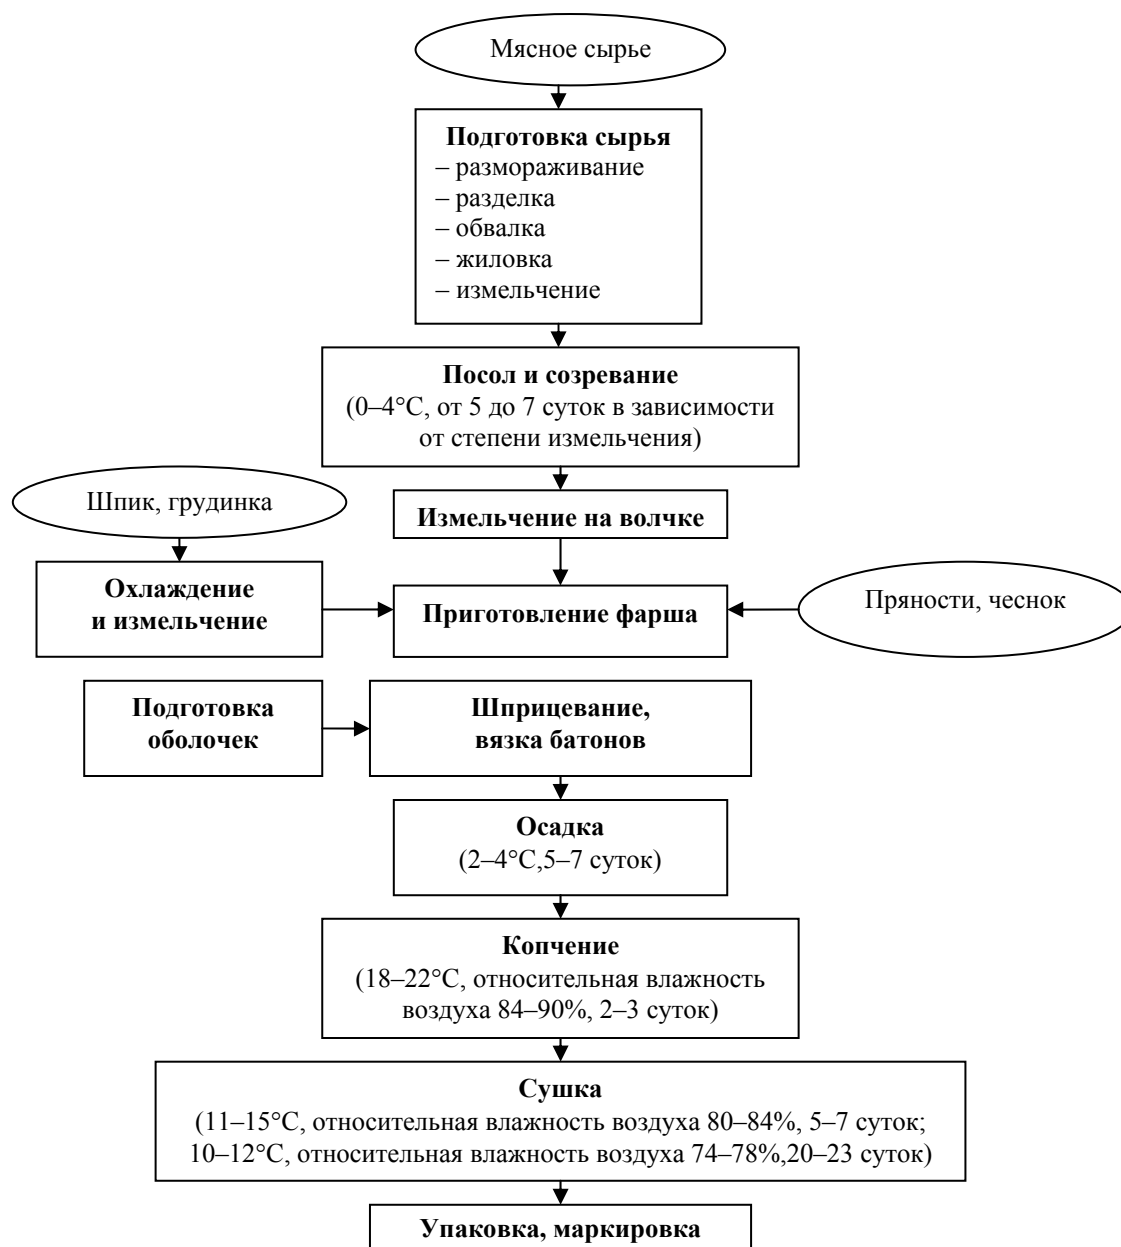 Мясное сырье
Подготовка сырья
– размораживание
– разделка
– обвалка
– жиловка
– измельчение
Посол и созревание
(0–4°С, от 5 до 7 суток в зависимости
от степени измельчения)
Шпик, грудинка
Измельчение на волчке
Охлаждение
и измельчение
Приготовление фарша
Пряности, чеснок
Подготовка
оболочек
Шприцевание,
вязка батонов
Осадка
(2–4°С,5–7 суток)
Копчение
(18–22°С, относительная влажность
воздуха 84–90%, 2–3 суток)
Сушка
(11–15°С, относительная влажность воздуха 80–84%, 5–7 суток;
10–12°С, относительная влажность воздуха 74–78%,20–23 суток)
Упаковка, маркировка